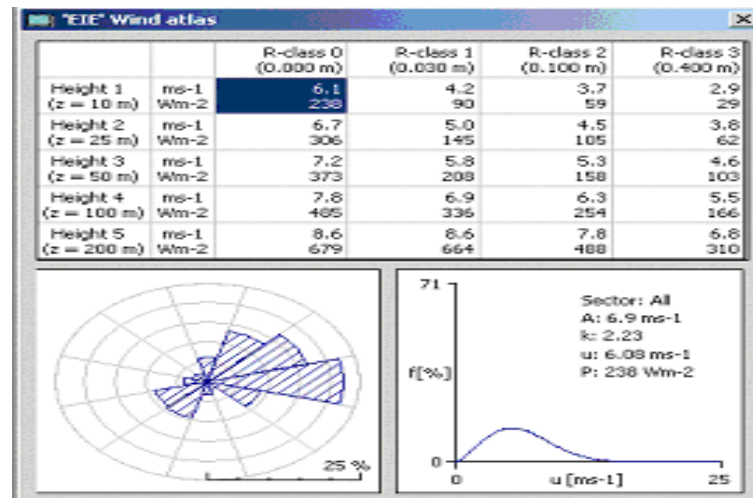 "EIE" Wind atlas
R-class 0 R-class 1 R-class 2 R-class 3
(0.000 m) (0.030 m) (0.100 m) (0.400 m)
Height 1 ms-1 6.1 4.2 3.7 2.9
(z = 10 m) Wm-2 238 90 59 29
Height 2 ms-1 6.7 5.0 4.5 3.8
(z = 25 m) Wm-2 306 145 105 62
Height 3 ms-1 7.2 5.8 5.3 4.6
(z = 50 m) Wm-2 373 208 158 103
Height 4 ms-1 7.8 6.9 6.3 5.5
(z = 100 m) Wm-2 485 336 254 166
Height 5 ms-1 8.6 8.6 7.8 6.8
(z = 200 m) Wm-2 679 664 488 310
25 %
71
Sector: All
A: 6.9 ms-1
k: 2.23
u: 6.08 ms-1
P: 238 Wm-2
f[%]
0
0 u [ms-1] 25